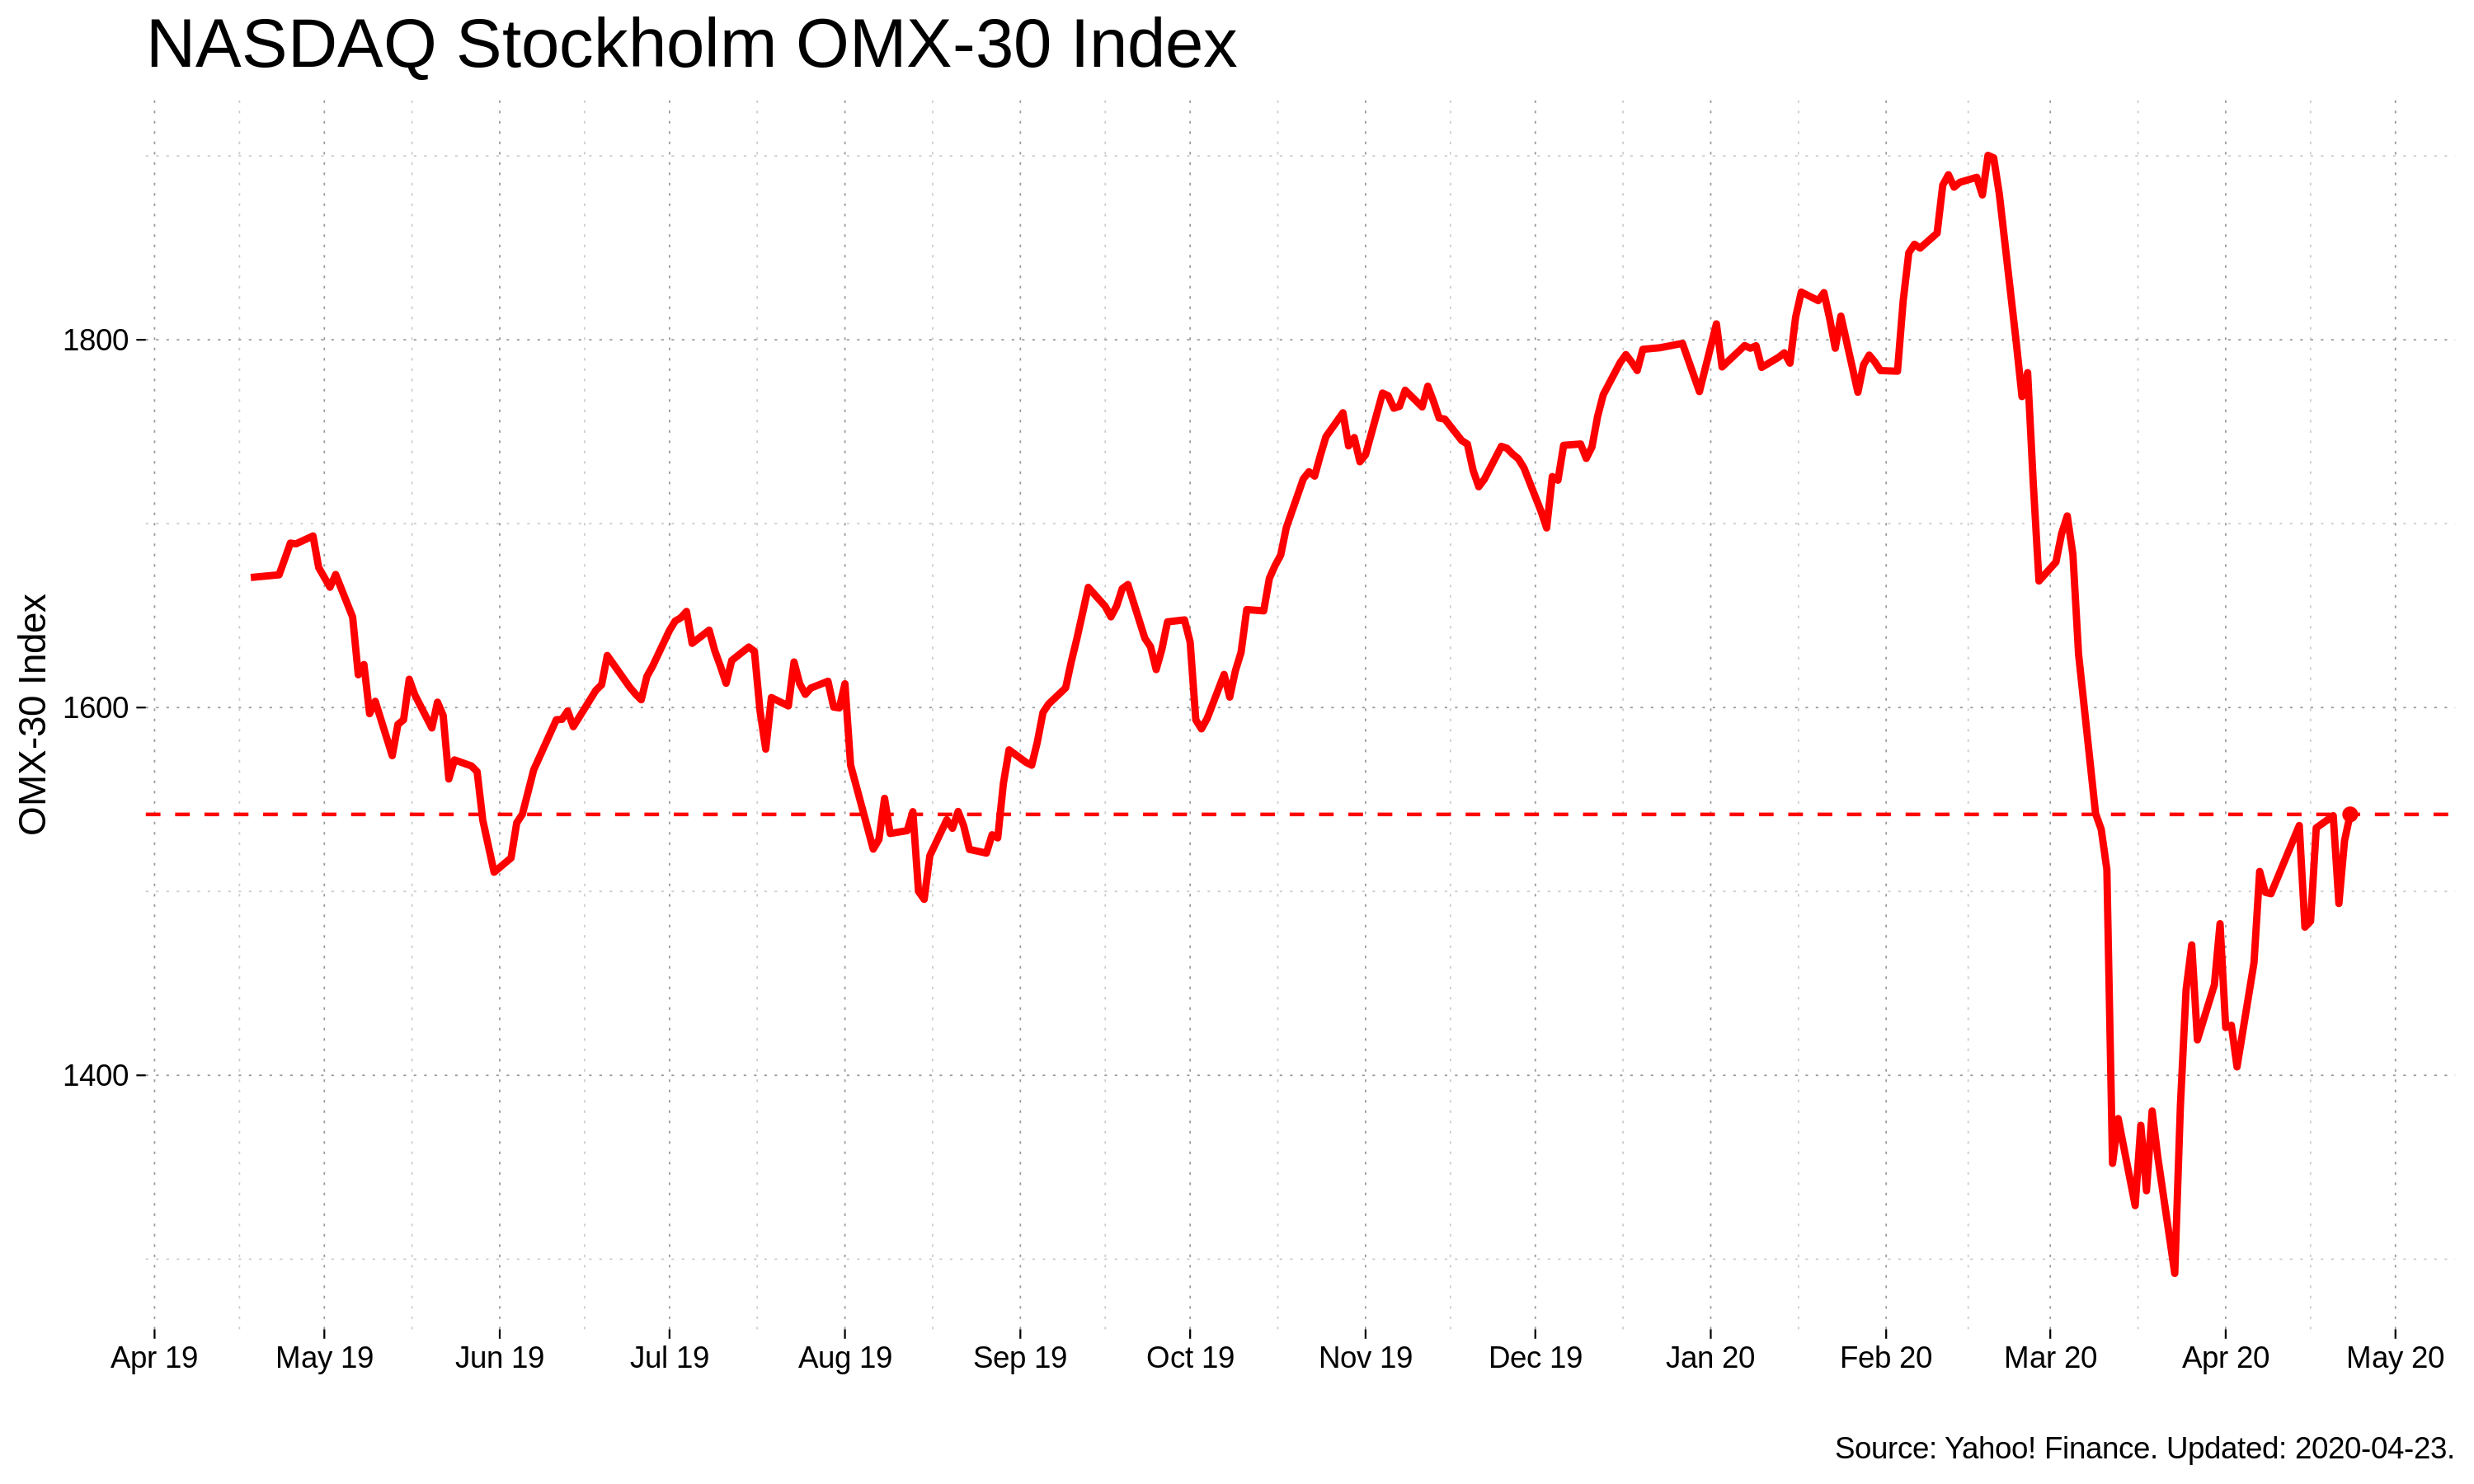 NASDAQ Stockholm OMX-30 Index
OMX-30 Index
1800
1600
1400
Apr 19 May 19 Jun 19 Jul 19 Aug 19 Sep 19 Oct 19 Nov 19 Dec 19 Jan 20 Feb 20 Mar 20 Apr 20 May 20
Source: Yahoo! Finance. Updated: 2020-04-23.